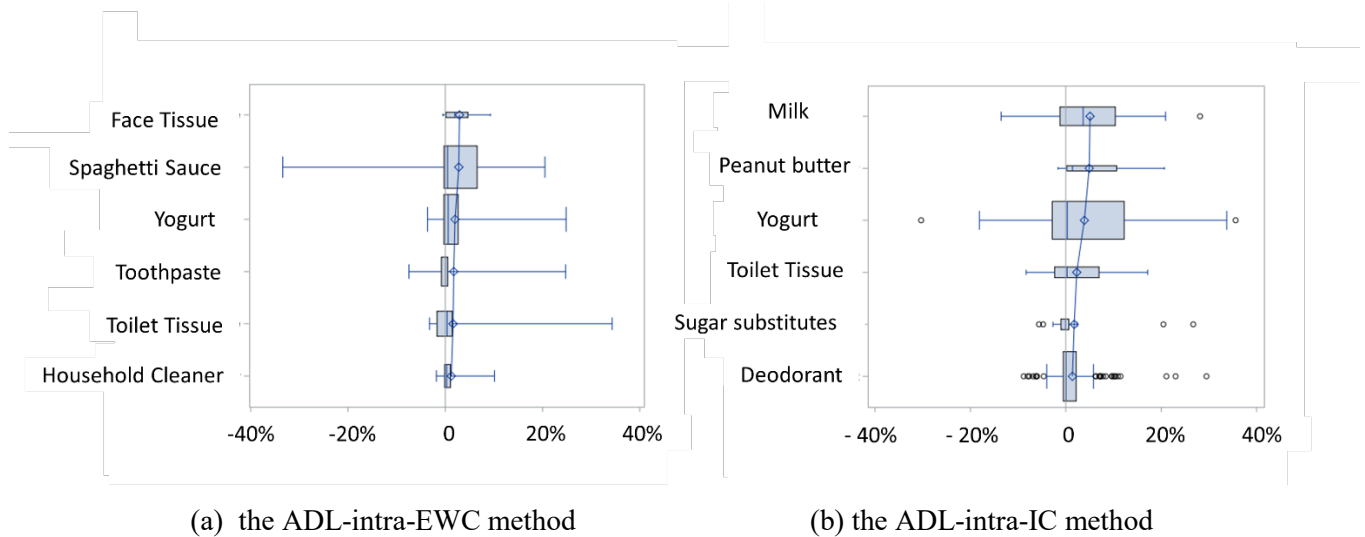 Face Tissue
Spaghetti Sauce
Yogurt
Toothpaste
Toilet Tissue
Household Cleaner
-40% -20% 0 20% 40%
(a) the ADL-intra-EWC method
Milk
Peanut butter
Yogurt
Toilet Tissue
Sugar substitutes
Deodorant
- 40% - 20% 0 20% 40%
(b) the ADL-intra-IC method